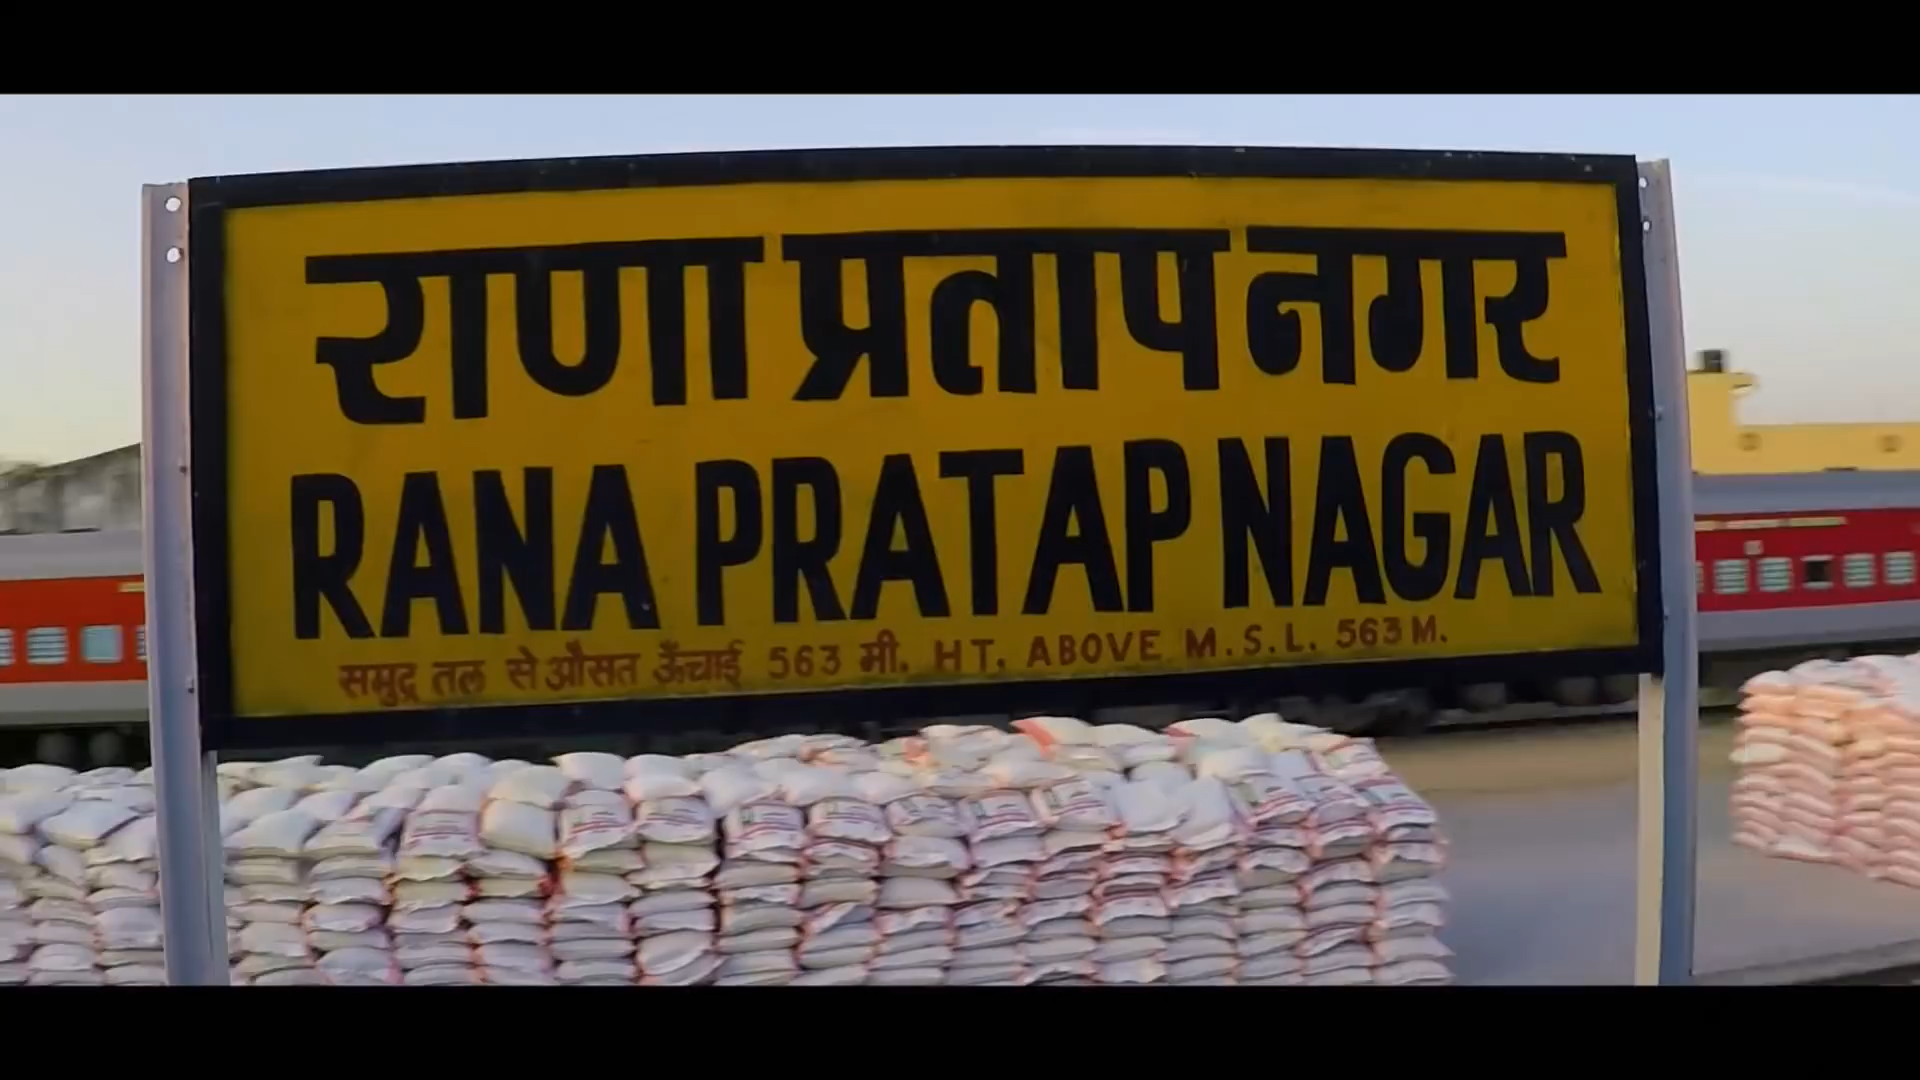 राणा प्रताप नगर
RANA PRATAP NAGAR
समुद्र तल से औसत ऊँचाई 563 मी. HT. ABOVE M.S.L. 563 M.